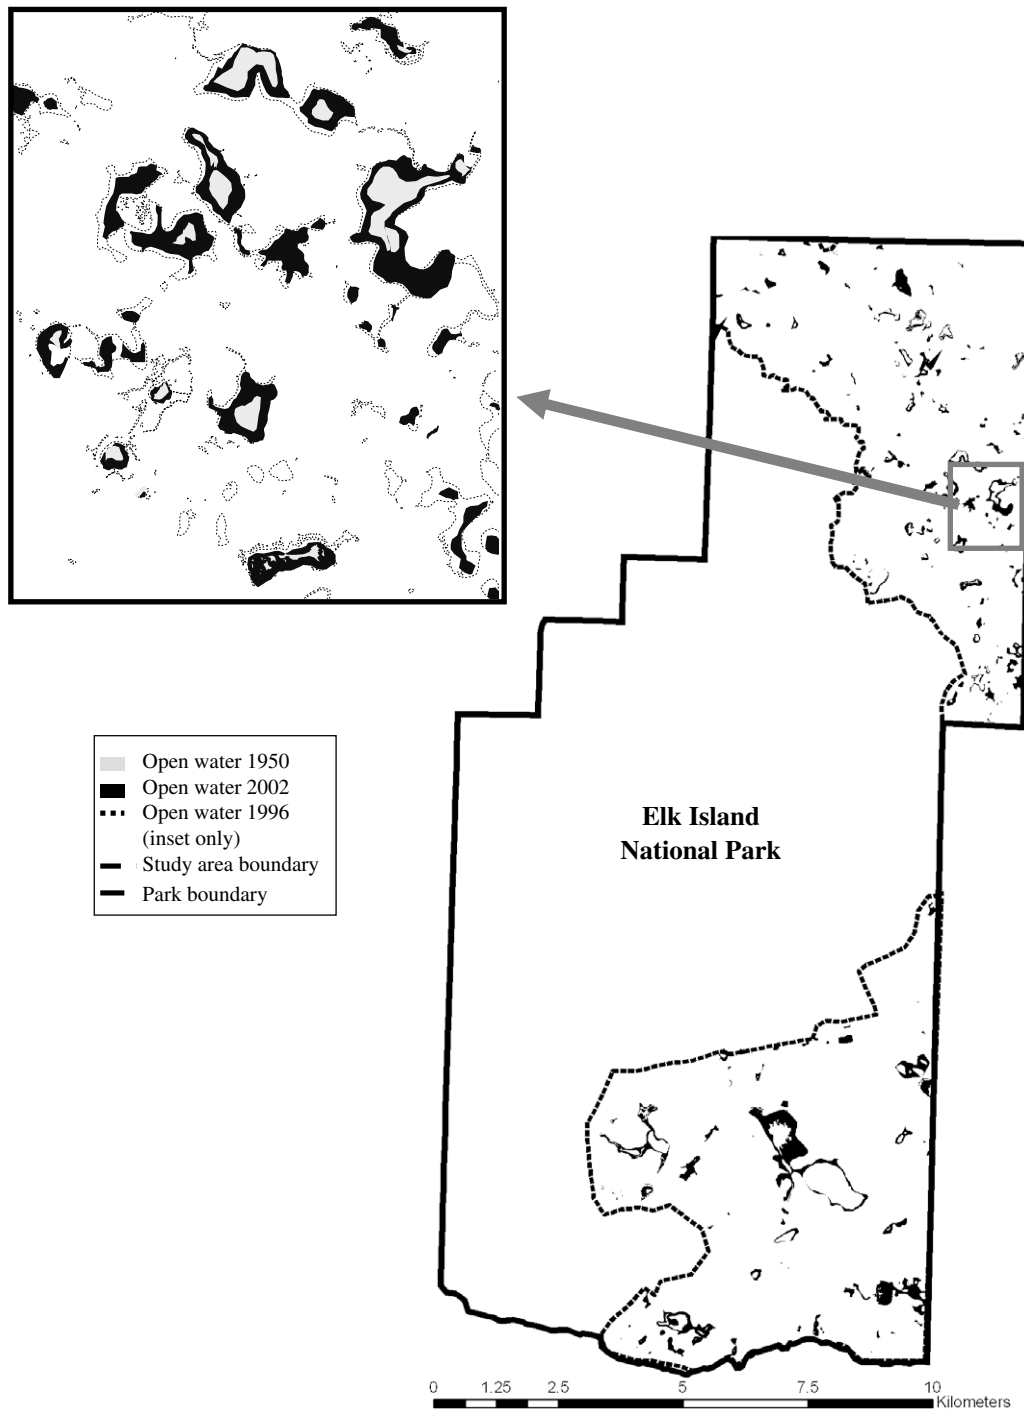 Open water 1950
Open water 2002
Open water 1996
(inset only)
Study area boundary
Park boundary
Elk Island
National Park
0 1.25 2.5 5 7.5 10
Kilometers